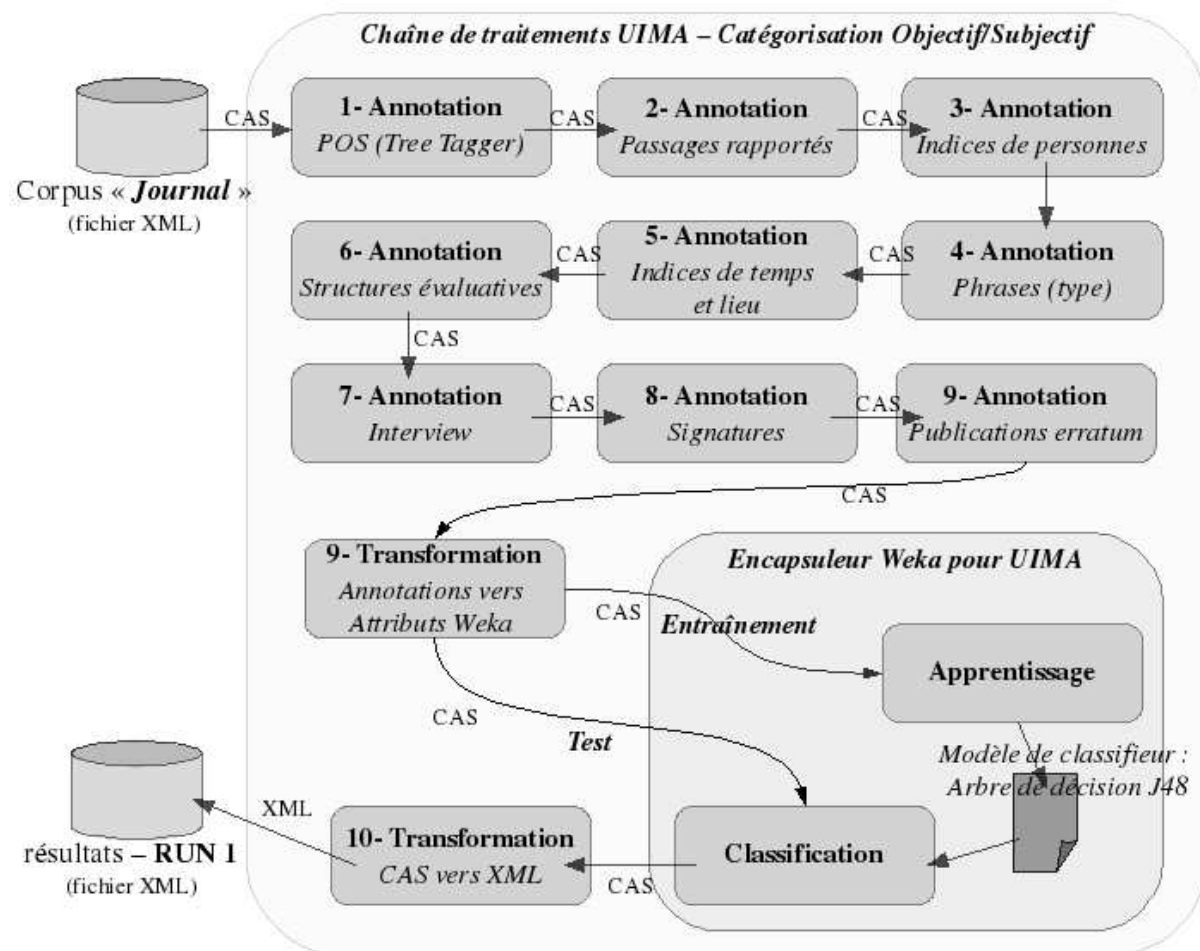 Chaîne de traitements UIMA – Catégorisation Objectif/Subjectif
CAS
1- Annotation
POS (Tree Tagger)
CAS
2- Annotation
Passages rapportés
CAS
3- Annotation
Indices de personnes
Corpus « Journal »
(fichier XML)
6- Annotation
Structures évaluatives
CAS
5- Annotation
Indices de temps
et lieu
CAS
4- Annotation
Phrases (type)
CAS
7- Annotation
Interview
CAS
8- Annotation
Signatures
CAS
9- Annotation
Publications erratum
CAS
9- Transformation
Annotations vers
Attributs Weka
Encapsuleur Weka pour UIMA
CAS
Entraînement
Apprentissage
CAS
Test
Modèle de classifieur :
Arbre de décision J48
XML
résultats – RUN 1
(fichier XML)
10- Transformation
CAS vers XML
CAS
Classification